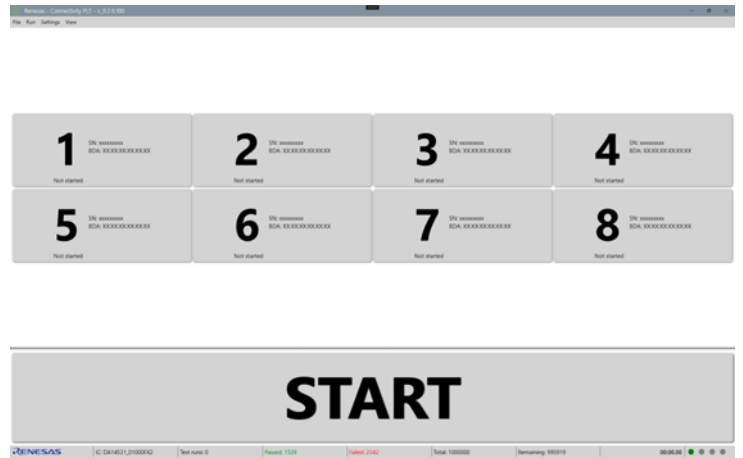 Renesas - Connectivity PLT - v_0.2.0.100
File Run Settings View
1 SN: xxxxxxxxx BDA: XX:XX:XX:XX:XX:XX Not started
2 SN: xxxxxxxxx BDA: XX:XX:XX:XX:XX:XX Not started
3 SN: xxxxxxxxx BDA: XX:XX:XX:XX:XX:XX Not started
4 SN: xxxxxxxxx BDA: XX:XX:XX:XX:XX:XX Not started
5 SN: xxxxxxxxx BDA: XX:XX:XX:XX:XX:XX Not started
6 SN: xxxxxxxxx BDA: XX:XX:XX:XX:XX:XX Not started
7 SN: xxxxxxxxx BDA: XX:XX:XX:XX:XX:XX Not started
8 SN: xxxxxxxxx BDA: XX:XX:XX:XX:XX:XX Not started
START
RENESAS IC: DA14531_01000FA2 Test runs: 0 Passed: 1539 Failed: 2542 Total: 1000000 Remaining: 995919 00:00.00